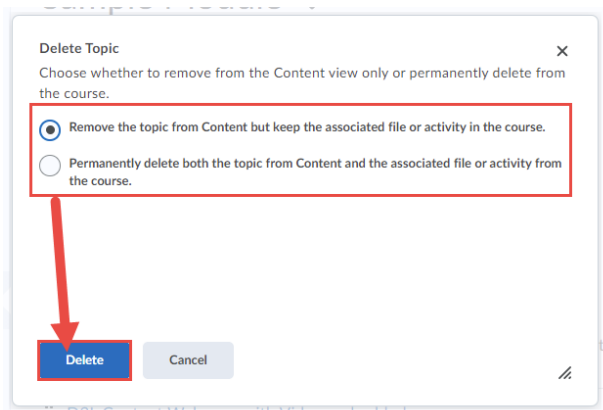 Sample Module
Delete Topic
Choose whether to remove from the Content view only or permanently delete from
the course.
Remove the topic from Content but keep the associated file or activity in the course.
Permanently delete both the topic from Content and the associated file or activity from
the course.
Delete
Cancel